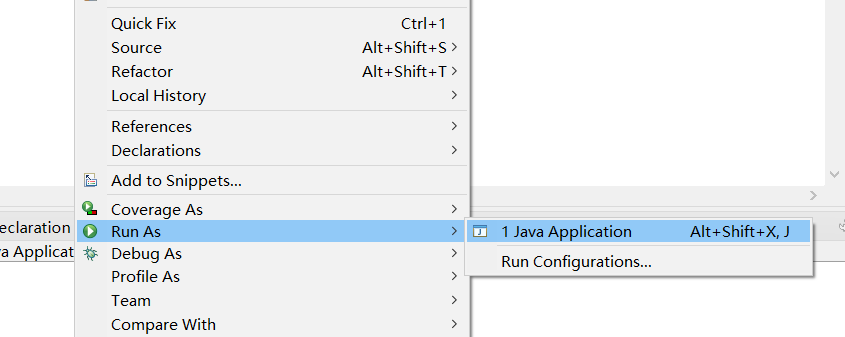 Quick Fix Ctrl+1
Source Alt+Shift+S
Refactor Alt+Shift+T
Local History
References
Declarations
Add to Snippets...
Coverage As
eclaration Run As 1 Java Application Alt+Shift+X, J
va Applicat Debug As
Run Configurations...
Profile As
Team
Compare With